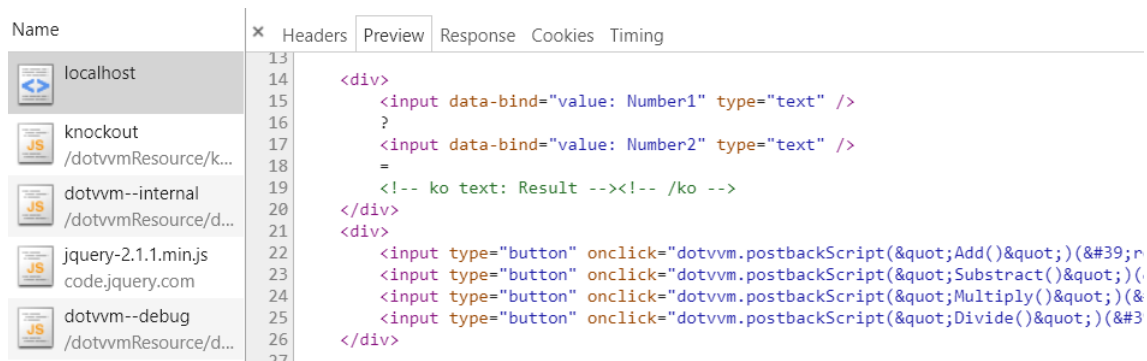 Name
localhost
knockout
/dotvvmResource/k...
dotvvm--internal
/dotvvmResource/d...
jquery-2.1.1.min.js
code.jquery.com
dotvvm--debug
/dotvvmResource/d...
× Headers Preview Response Cookies Timing
13
14 <div>
15 <input data-bind="value: Number1" type="text" />
16 ?
17 <input data-bind="value: Number2" type="text" />
18 =
19 <!-- ko text: Result --><!-- /ko -->
20 </div>
21 <div>
22 <input type="button" onclick="dotvvm.postbackScript(&quot;Add()&quot;)(&#39;r
23 <input type="button" onclick="dotvvm.postbackScript(&quot;Substract()&quot;)(
24 <input type="button" onclick="dotvvm.postbackScript(&quot;Multiply()&quot;)(&
25 <input type="button" onclick="dotvvm.postbackScript(&quot;Divide()&quot;)(&#3
26 </div>
27